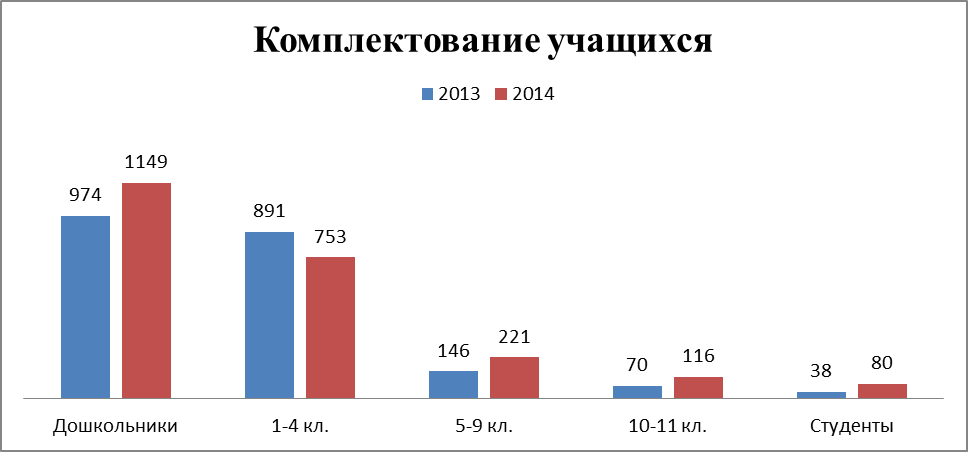 Комплектование учащихся
2013 2014
974 1149 891 753 146 221 70 116 38 80
Дошкольники 1-4 кл. 5-9 кл. 10-11 кл. Студенты